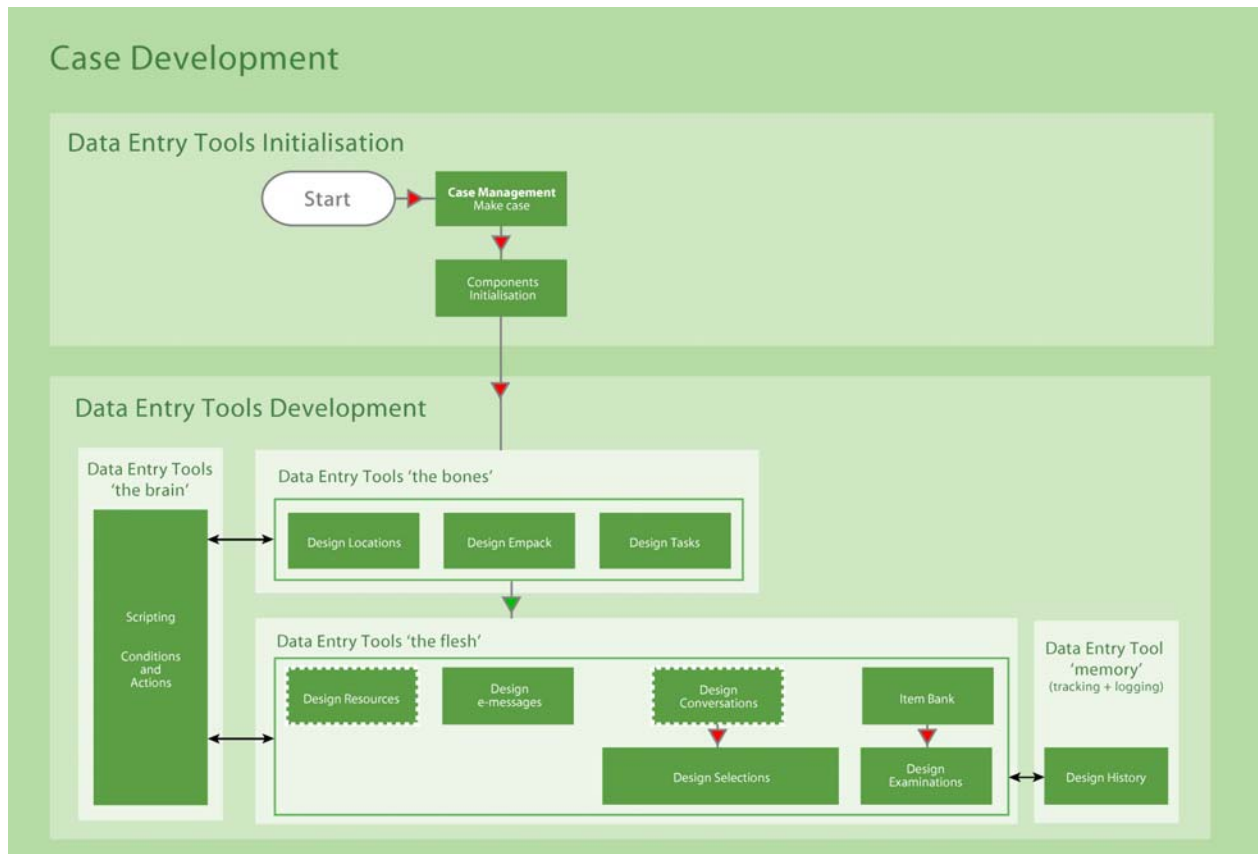 Case Development
Data Entry Tools Initialisation
Start
Case Management
Make case
Components
Initialisation
Data Entry Tools Development
Data Entry Tools
'the brain'
Scripting
Conditions
and
Actions
Data Entry Tools 'the bones'
Design Locations
Design Empack
Design Tasks
Data Entry Tools 'the flesh'
Design Resources
Design
e-messages
Design
Conversations
Item Bank
Design Selections
Design
Examinations
Data Entry Tool
'memory'
(tracking + logging)
Design History